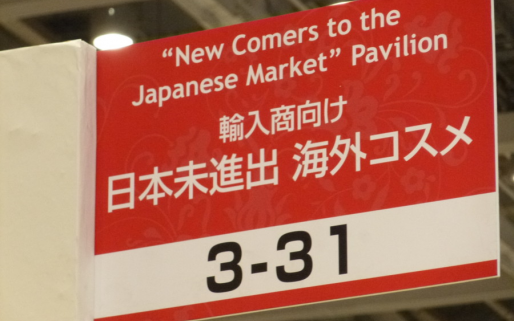 "New Comers to the
Japanese Market" Pavilion
輸入商向け
日本未進出 海外コスメ
3-31